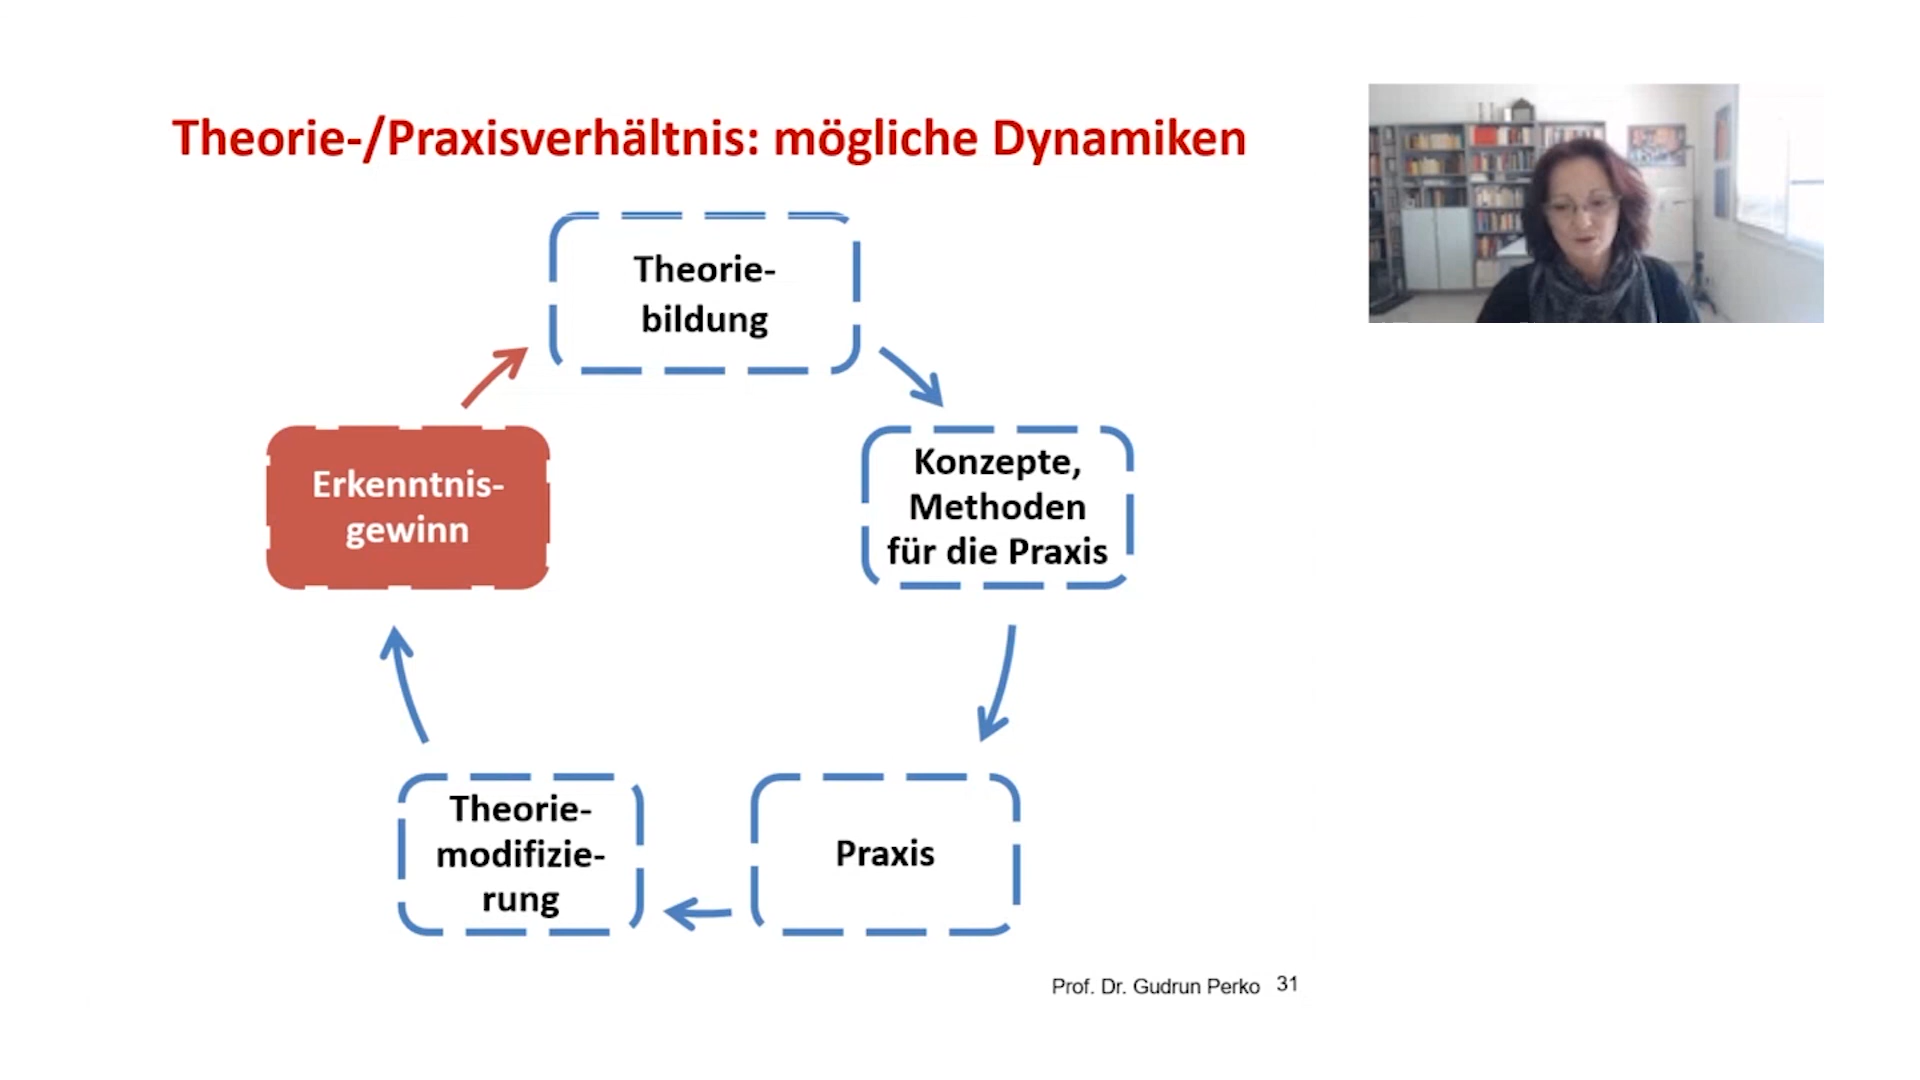 Theorie-/Praxisverhältnis: mögliche Dynamiken
Theorie-
bildung
Konzepte,
Methoden
für die Praxis
Erkenntnis-
gewinn
Theorie-
modifizie-
rung
Praxis
Prof. Dr. Gudrun Perko 31